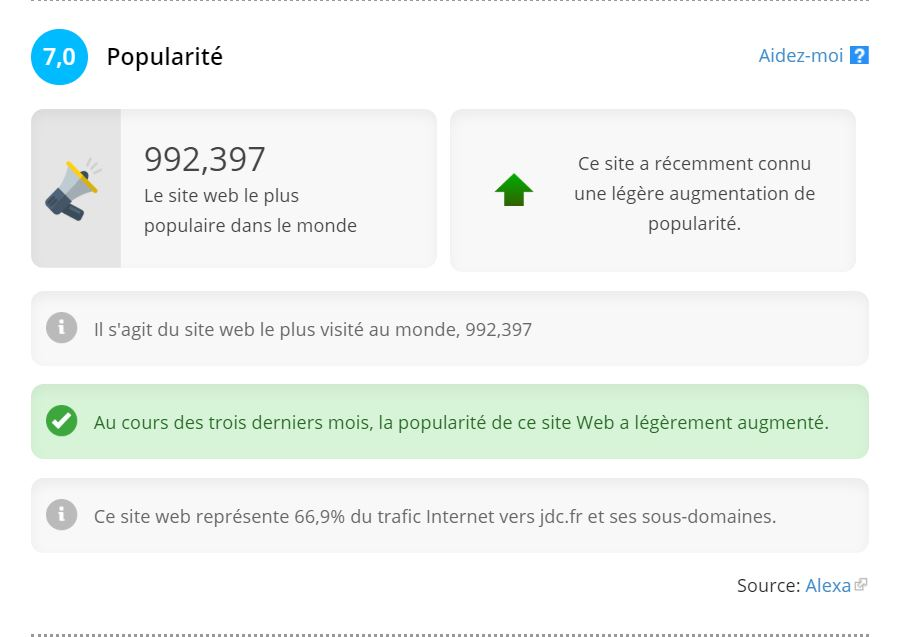 7,0
Popularité
Aidez-moi ?
992,397
Le site web le plus
populaire dans le monde
Ce site a récemment connu
une légère augmentation de
popularité.
Il s'agit du site web le plus visité au monde, 992,397
Au cours des trois derniers mois, la popularité de ce site Web a légèrement augmenté.
Ce site web représente 66,9% du trafic Internet vers jdc.fr et ses sous-domaines.
Source: Alexa